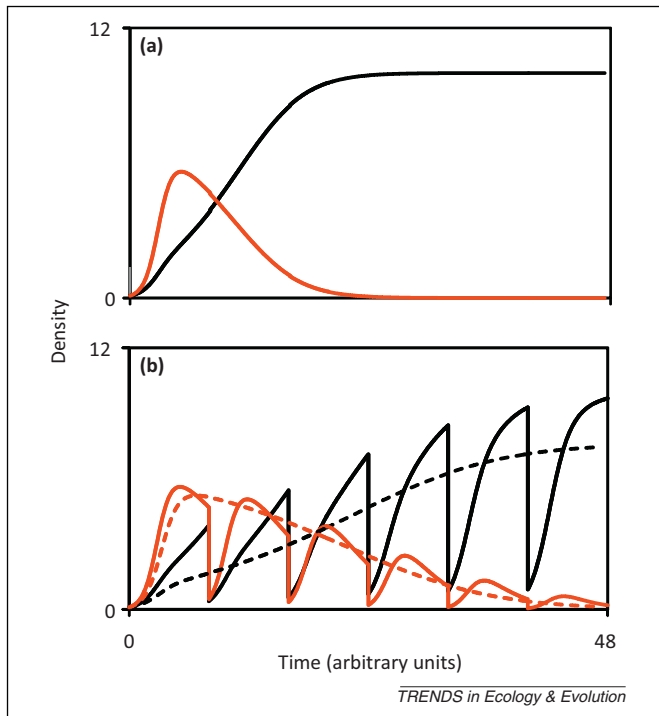 12
(a)
0
Density
12
(b)
0
0 48
Time (arbitrary units)
TRENDS in Ecology & Evolution